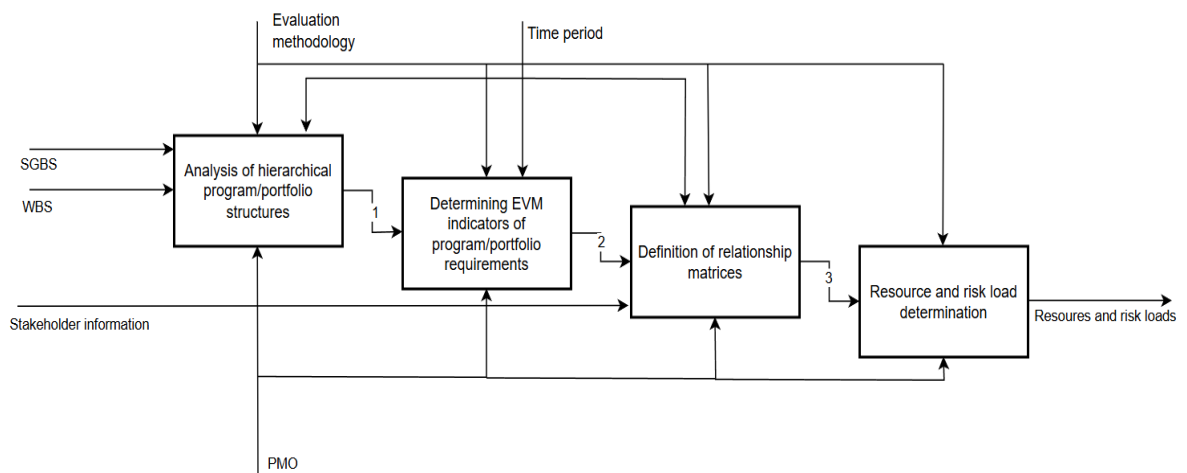 Evaluation
methodology
Time period
SGBS
WBS
Analysis of hierarchical
program/portfolio
structures
1
Determining EVM
indicators of
program/portfolio
requirements
2
Definition of relationship
matrices
3
Resource and risk load
determination
Resoures and risk loads
Stakeholder information
PMO